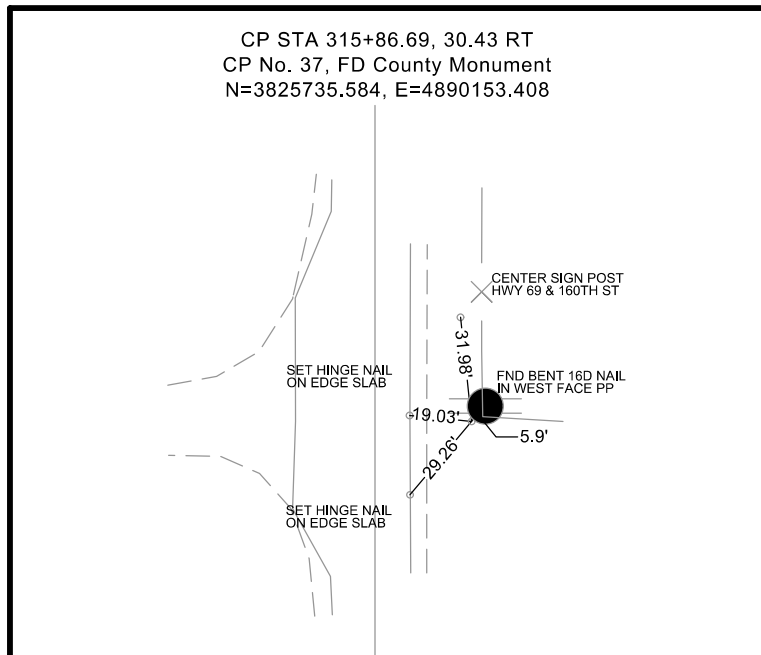 CP STA 315+86.69, 30.43 RT
CP No. 37, FD County Monument
N=3825735.584, E=4890153.408
CENTER SIGN POST
HWY 69 & 160TH ST
31.98'
SET HINGE NAIL
ON EDGE SLAB
FND BENT 16D NAIL
IN WEST FACE PP
19.03'
5.9'
29.26'
SET HINGE NAIL
ON EDGE SLAB